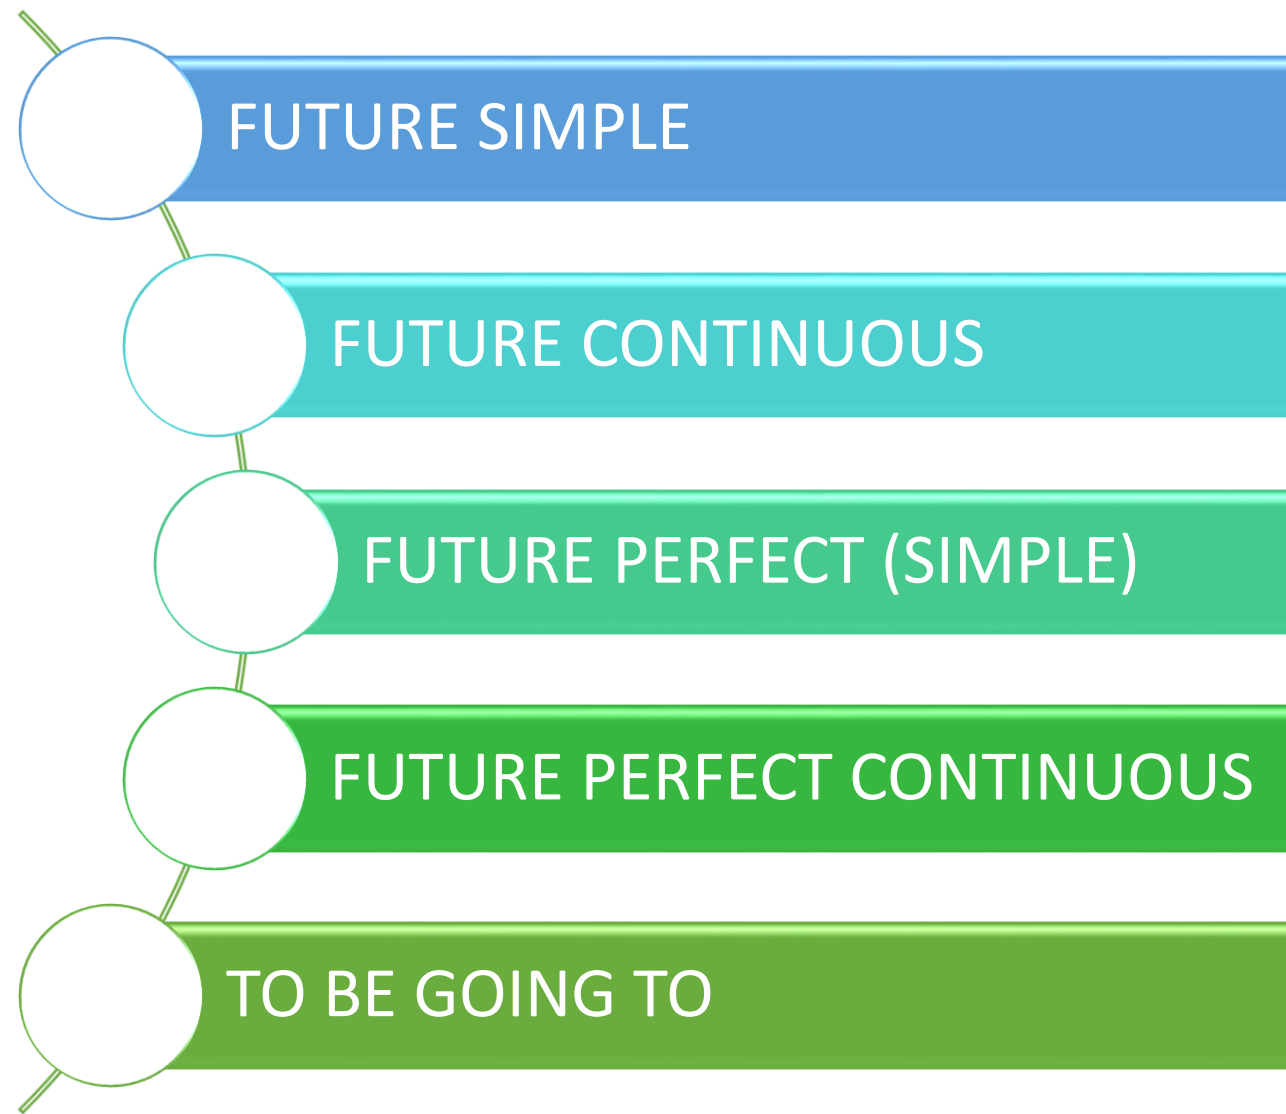 FUTURE SIMPLE
FUTURE CONTINUOUS
FUTURE PERFECT (SIMPLE)
FUTURE PERFECT CONTINUOUS
TO BE GOING TO